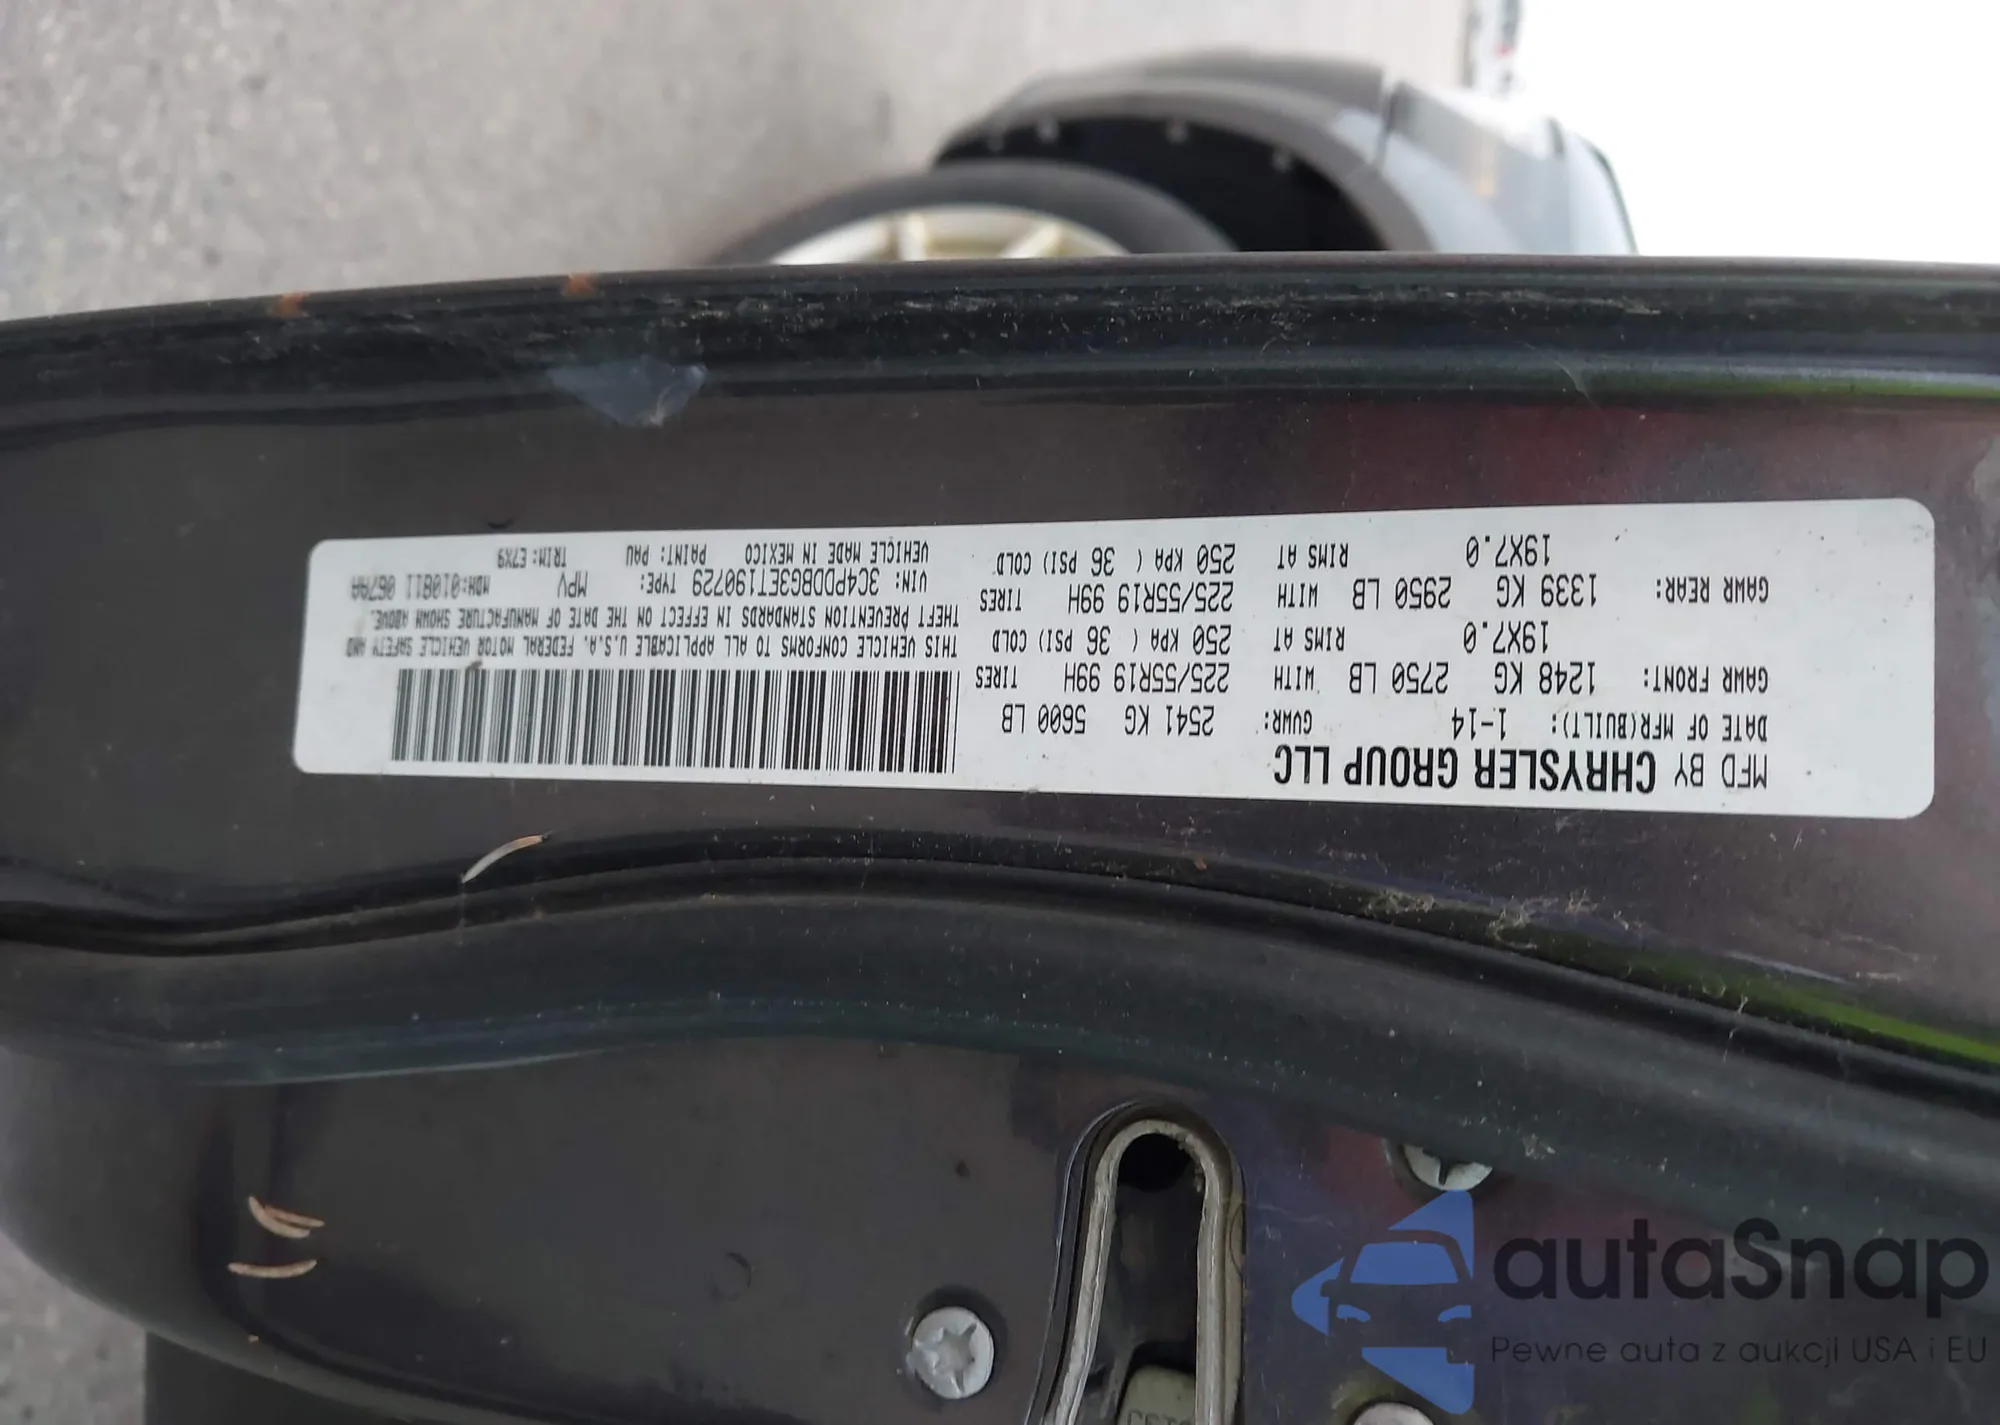 MFD BY CHRYSLER GROUP LLC
DATE OF MFR(BUILT): 1-14 GVWR: 2541 KG 5600 LB
GAWR FRONT: 1248 KG 2750 LB WITH 225/55R19 99H TIRES
19X7.0 RIMS AT 250 KPA ( 36 PSI) COLD
GAWR REAR: 1339 KG 2950 LB WITH 225/55R19 99H TIRES
19X7.0 RIMS AT 250 KPA ( 36 PSI) COLD
THIS VEHICLE CONFORMS TO ALL APPLICABLE U.S.A. FEDERAL MOTOR VEHICLE SAFETY AND
THEFT PREVENTION STANDARDS IN EFFECT ON THE DATE OF MANUFACTURE SHOWN ABOVE.
VIN: 3C4PDDBG3ET190729 TYPE: MPV MDH:010811 067AA
VEHICLE MADE IN MEXICO PAINT: PAU TRIM: E7X9
autaSnap
Pewne auta z aukcji USA i EU